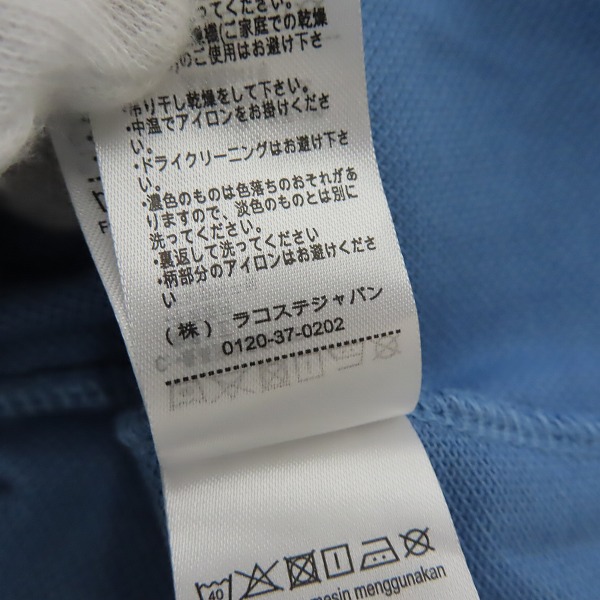 ってください。
燥(ご家庭での乾燥
のご使用はお避け下さ
吊り干し乾燥をして下さい。
・中温でアイロンをお掛けくださ
い。
・ドライクリーニングはお避け下さ
い。
・濃色のものは色落ちのおそれがあ
りますので、淡色のものとは別に
洗ってください。
・裏返して洗ってください
・柄部分のアイロンはお避けくださ
い
(株) ラコステジャパン
0120-37-0202
40
mesin menggunakan